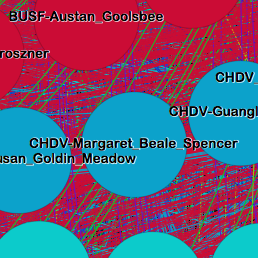 BUSF-Austan_Goolsbee
roszner
CHDV_
CHDV-Guangl
CHDV-Margaret_Beale_Spencer
usan_Goldin_Meadow